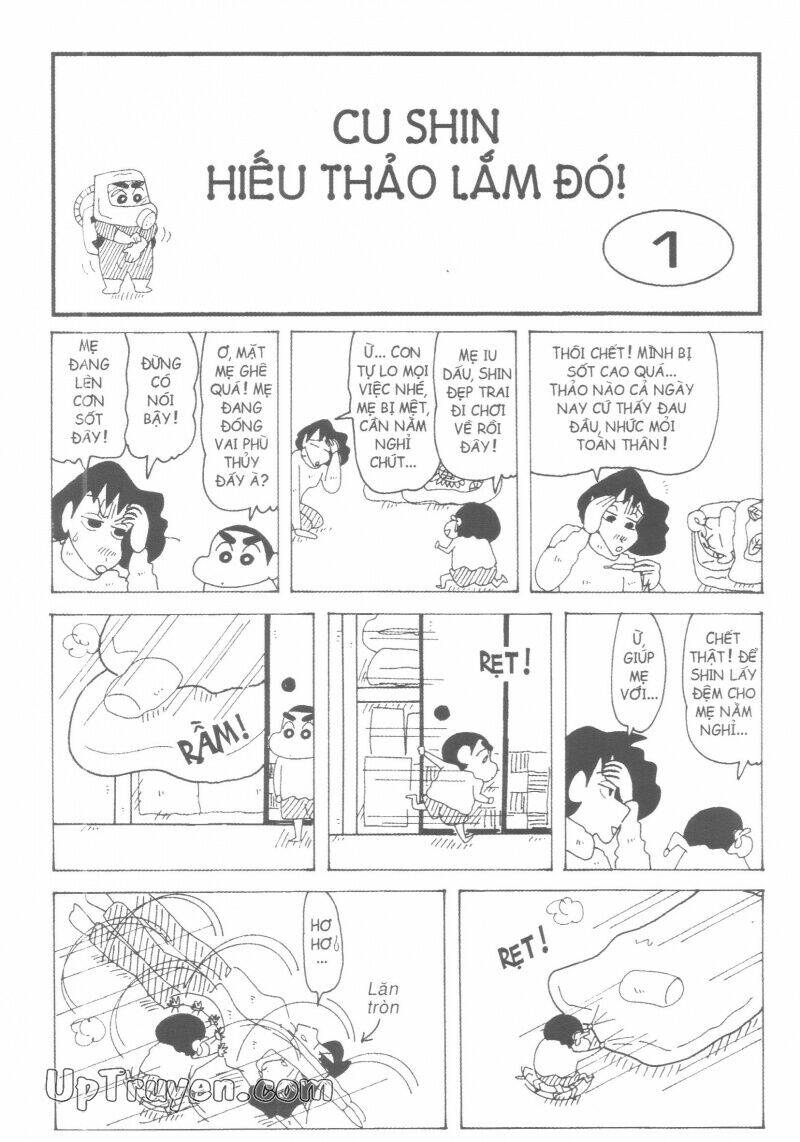 CU SHIN
HIẾU THẢO LẮM ĐÓ!
1
THÔI CHẾT! MÌNH BỊ
SỐT CAO QUÁ...
THẢO NÀO CẢ NGÀY
NAY CỨ THẤY ĐAU
ĐẦU, NHỨC MỎI
TOÀN THÂN!
MẸ IU
DẤU, SHIN
ĐẸP TRAI
ĐI CHƠI
VỀ RỒI
ĐÂY!
Ừ... CON
TỰ LO MỌI
VIỆC NHÉ,
MẸ BỊ MỆT,
CẦN NẰM
NGHỈ
CHÚT...
Ơ, MẶT
MẸ GHÊ
QUÁ! MẸ
ĐANG
ĐÓNG
VAI PHÙ
THỦY
ĐẤY À?
ĐỪNG
CÓ
NÓI
BẬY!
MẸ
ĐANG
LÊN
CƠN
SỐT
ĐÂY!
CHẾT
THẬT! ĐỂ
SHIN LẤY
ĐỆM CHO
MẸ NẰM
NGHỈ...
Ừ,
GIÚP
MẸ
VỚI...
RẸT!
RẦM!
RẸT!
HƠ
HƠ
...
Lăn
tròn
UpTruyen.com